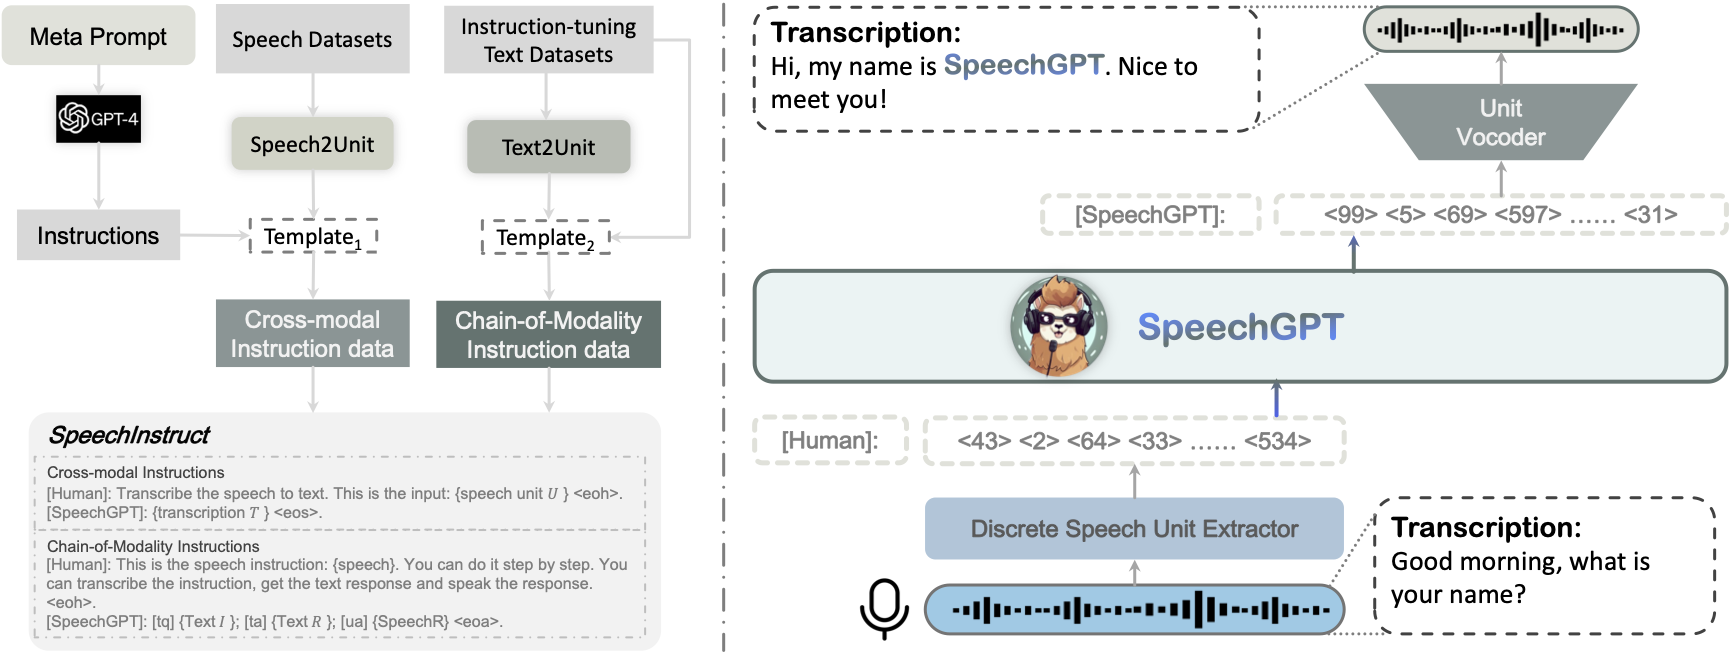 Meta Prompt
GPT-4
Instructions
Speech Datasets
Speech2Unit
Template1
Cross-modal
Instruction data
Instruction-tuning
Text Datasets
Text2Unit
Template2
Chain-of-Modality
Instruction data
SpeechInstruct
Cross-modal Instructions
[Human]: Transcribe the speech to text. This is the input: {speech unit U } <eoh>.
[SpeechGPT]: {transcription T } <eos>.
Chain-of-Modality Instructions
[Human]: This is the speech instruction: {speech}. You can do it step by step. You
can transcribe the instruction, get the text response and speak the response.
<eoh>.
[SpeechGPT]: [tq] {Text I }; [ta] {Text R }; [ua] {SpeechR} <eoa>.
Transcription:
Hi, my name is SpeechGPT. Nice to
meet you!
Unit
Vocoder
[SpeechGPT]: <99> <5> <69> <597> ...... <31>
SpeechGPT
[Human]: <43> <2> <64> <33> ...... <534>
Discrete Speech Unit Extractor
Transcription:
Good morning, what is
your name?